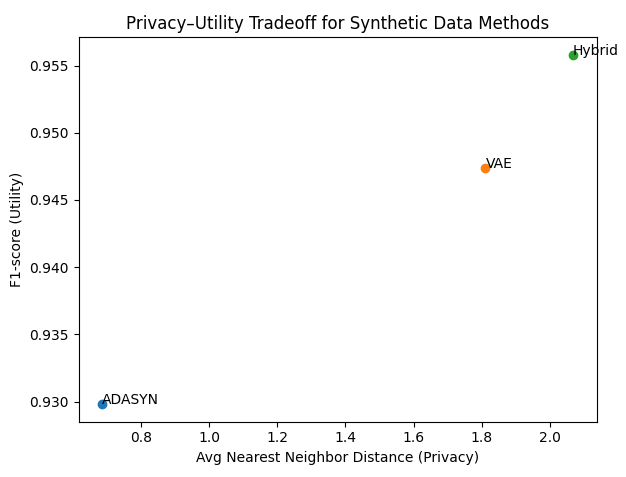 Privacy–Utility Tradeoff for Synthetic Data Methods
Hybrid
VAE
ADASYN
0.955
0.950
0.945
0.940
0.935
0.930
F1-score (Utility)
0.8 1.0 1.2 1.4 1.6 1.8 2.0
Avg Nearest Neighbor Distance (Privacy)